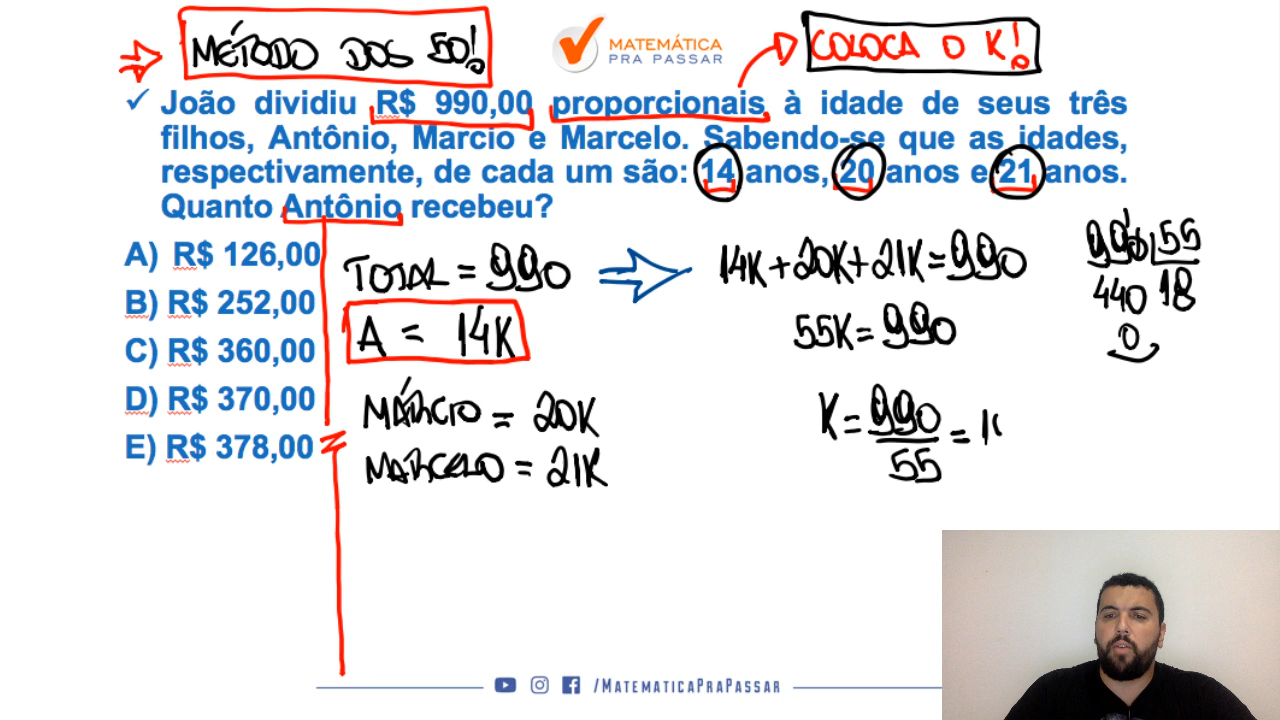 MÉTODO DOS 50!
MATEMÁTICA
PRA PASSAR
COLOCA O K!
✓ João dividiu R$ 990,00 proporcionais à idade de seus três
filhos, Antônio, Marcio e Marcelo. Sabendo-se que as idades,
respectivamente, de cada um são: 14 anos, 20 anos e 21 anos.
Quanto Antônio recebeu?
A) R$ 126,00
B) R$ 252,00
C) R$ 360,00
D) R$ 370,00
E) R$ 378,00
TOTAL = 990
A = 14K
MÁRCIO = 20K
MARCELO = 21K
14K + 20K + 21K = 990
55K = 990
K = 990/55 =
990 55
440 18
0
/MatematicaPraPassar